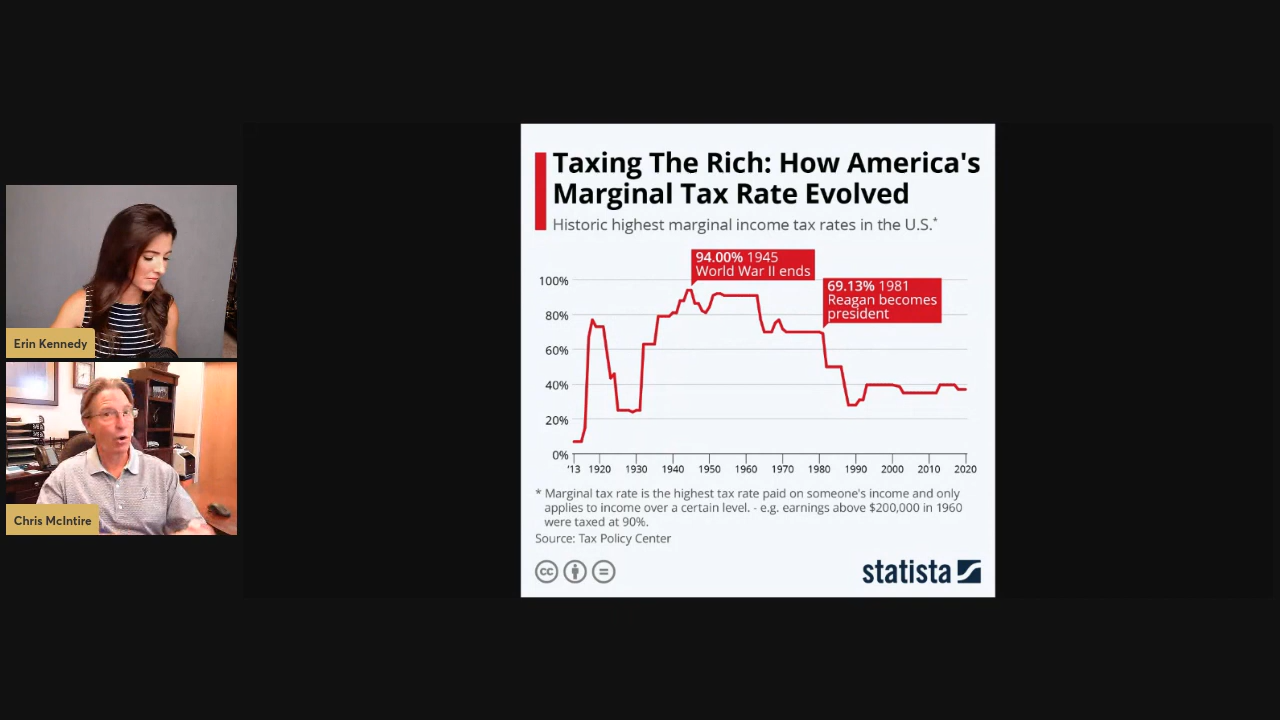 Taxing The Rich: How America's
Marginal Tax Rate Evolved
Historic highest marginal income tax rates in the U.S.*
94.00% 1945
World War II ends
69.13% 1981
Reagan becomes
president
100%
80%
60%
40%
20%
0%
'13 1920 1930 1940 1950 1960 1970 1980 1990 2000 2010 2020
* Marginal tax rate is the highest tax rate paid on someone's income and only
applies to income over a certain level. - e.g. earnings above $200,000 in 1960
were taxed at 90%.
Source: Tax Policy Center
cc
statista
Erin Kennedy
Chris McIntire